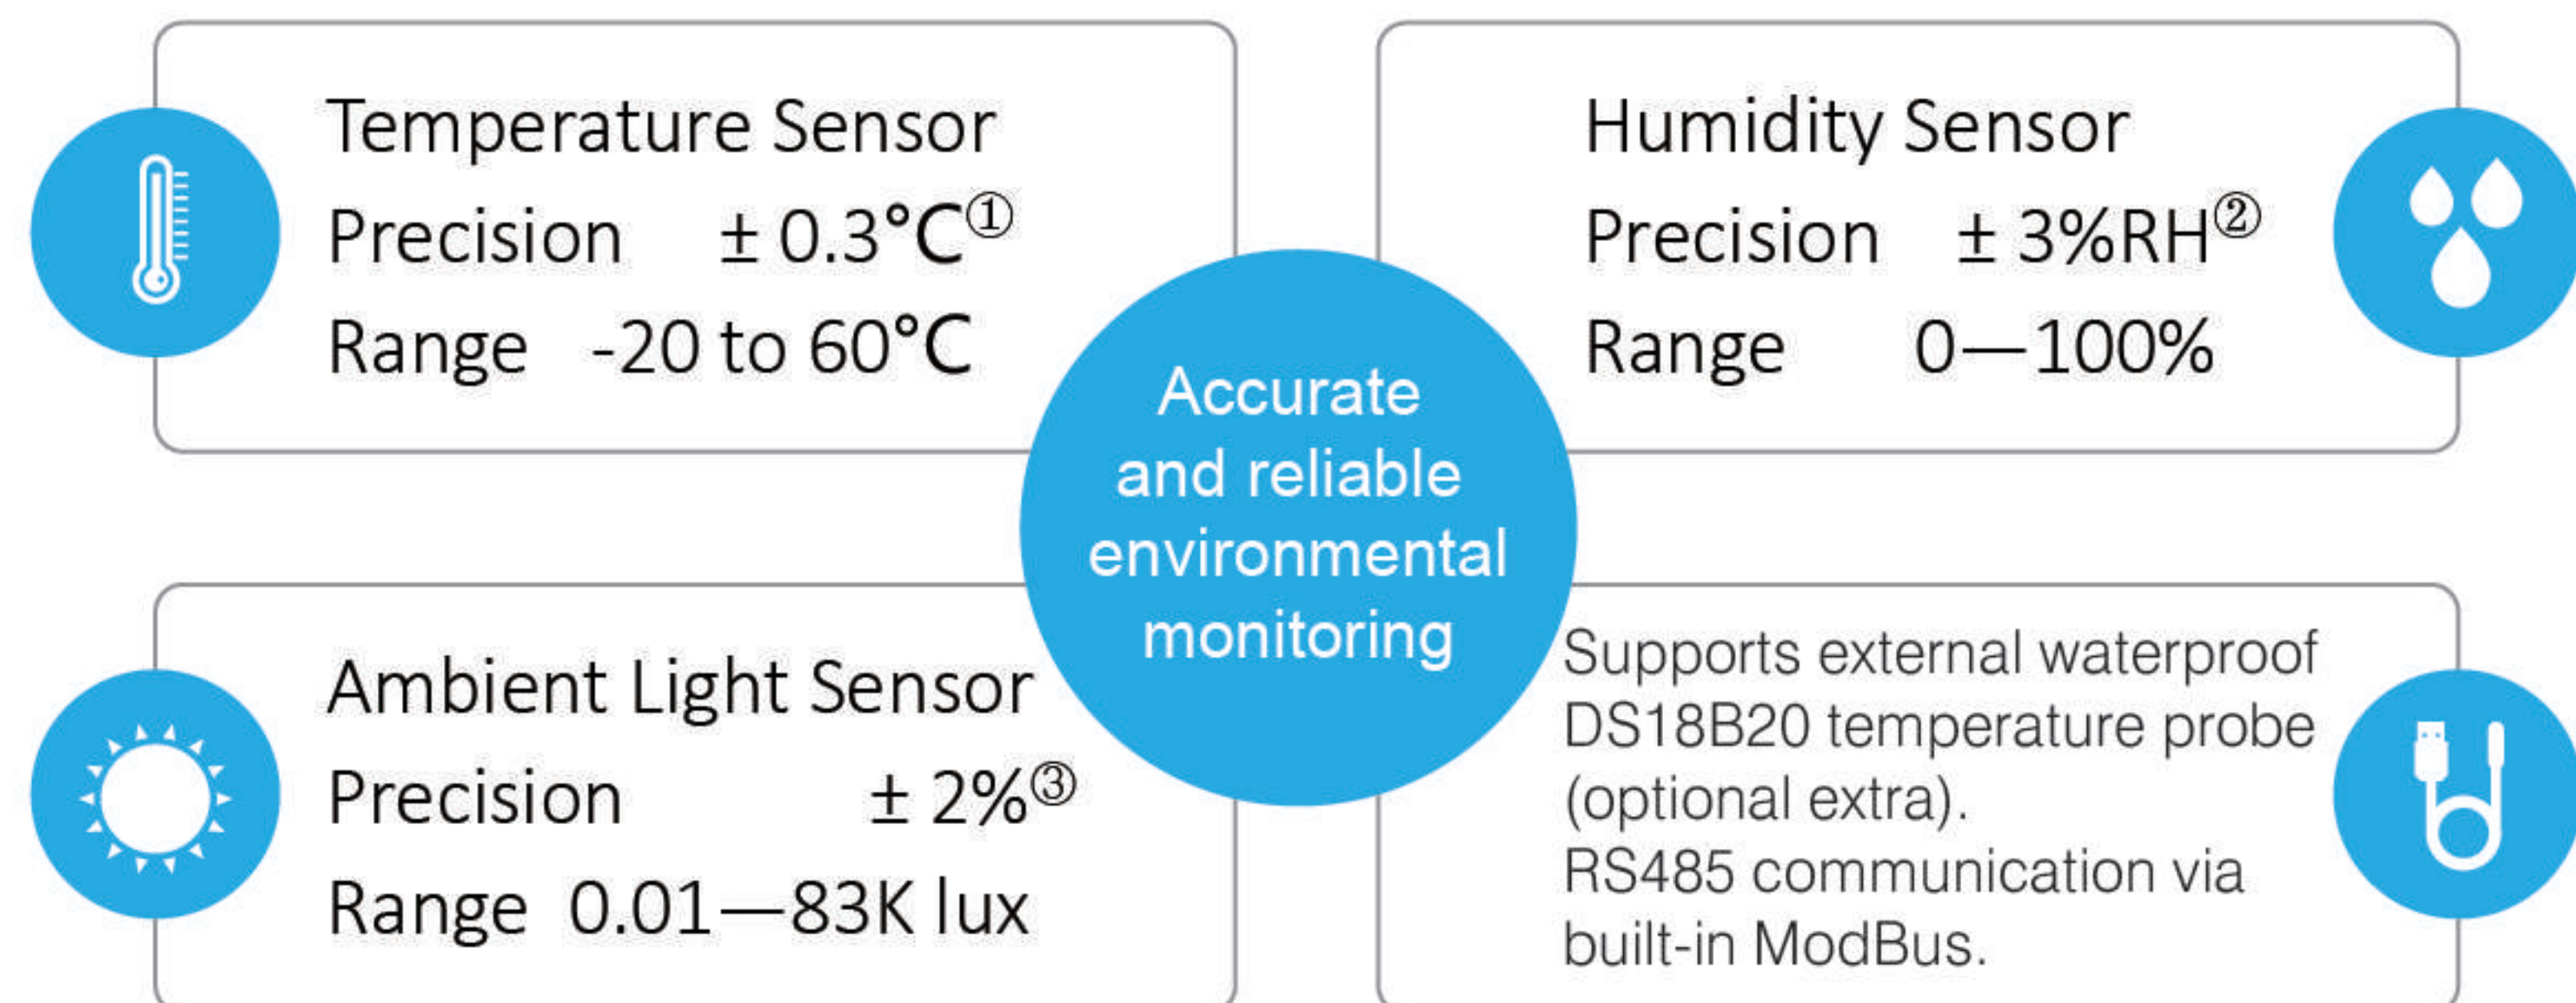 Temperature Sensor
Precision ± 0.3℃①
Range -20 to 60℃
Humidity Sensor
Precision ± 3%RH②
Range 0—100%
Accurate
and reliable
environmental
monitoring
Ambient Light Sensor
Precision ± 2%③
Range 0.01—83K lux
Supports external waterproof
DS18B20 temperature probe
(optional extra).
RS485 communication via
built-in ModBus.